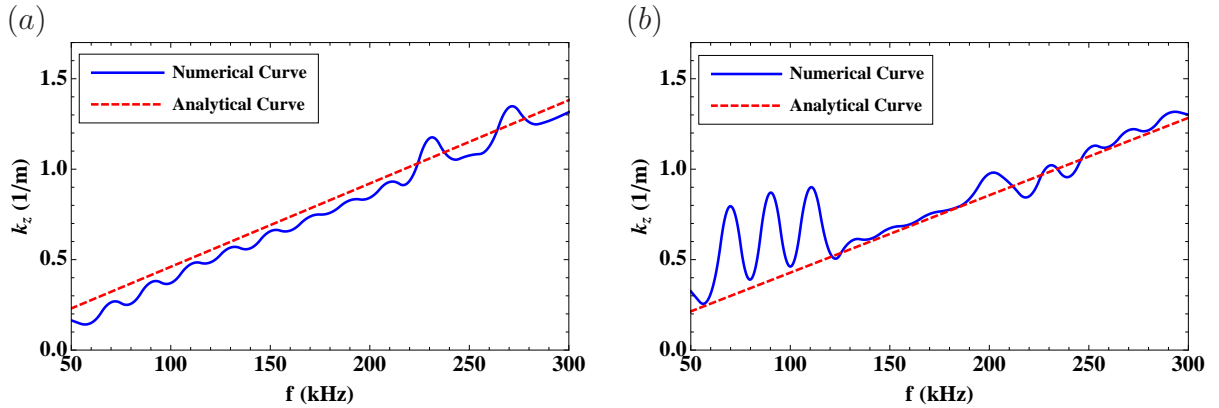 (a)
Numerical Curve
Analytical Curve
1.5
1.0
0.5
0.0
k_z (1/m)
50 100 150 200 250 300
f (kHz)
(b)
Numerical Curve
Analytical Curve
1.5
1.0
0.5
0.0
k_z (1/m)
50 100 150 200 250 300
f (kHz)